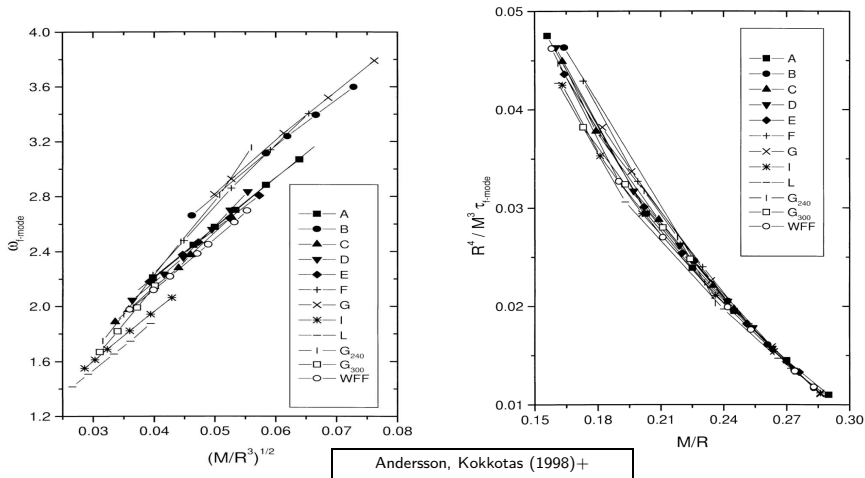 4.0
3.6
3.2
2.8
2.4
2.0
1.6
1.2
ω f-mode
A
B
C
D
E
F
G
I
L
G240
G300
WFF
0.03 0.04 0.05 0.06 0.07 0.08
(M/R³)^1/2
0.05
0.04
0.03
0.02
0.01
R⁴ / M³ τ f-mode
A
B
C
D
E
F
G
I
L
G240
G300
WFF
0.15 0.18 0.21 0.24 0.27 0.30
M/R
Andersson, Kokkotas (1998)+